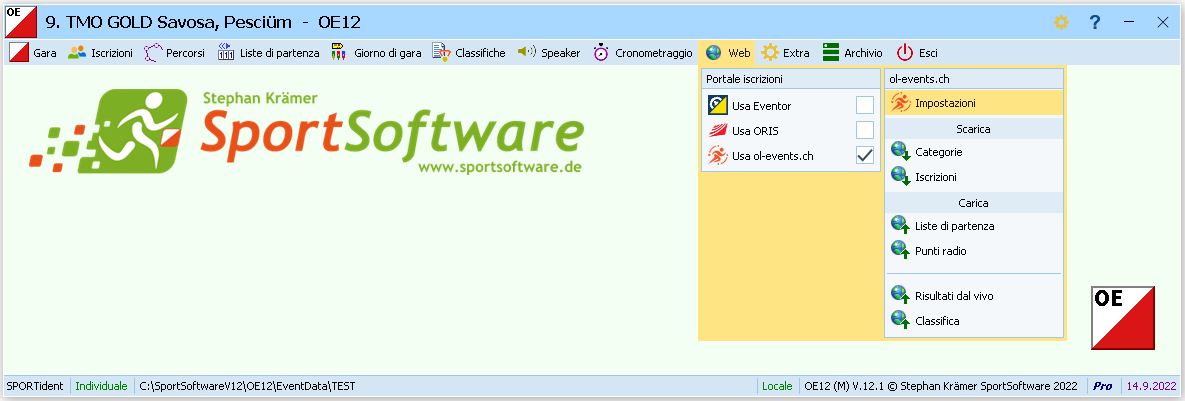 OE 9. TMO GOLD Savosa, Pesciüm - OE12 ?
Gara Iscrizioni Percorsi Liste di partenza Giorno di gara Classifiche Speaker Cronometraggio Web Extra Archivio Esci
Portale iscrizioni
Usa Eventor
Usa ORIS
Usa ol-events.ch
ol-events.ch
Impostazioni
Scarica
Categorie
Iscrizioni
Carica
Liste di partenza
Punti radio
Risultati dal vivo
Classifica
Stephan Krämer
SportSoftware
www.sportsoftware.de
OE
SPORTident Individuale C:\SportSoftwareV12\OE12\EventData\TEST Locale OE12 (M) V.12.1 © Stephan Krämer SportSoftware 2022 Pro 14.9.2022